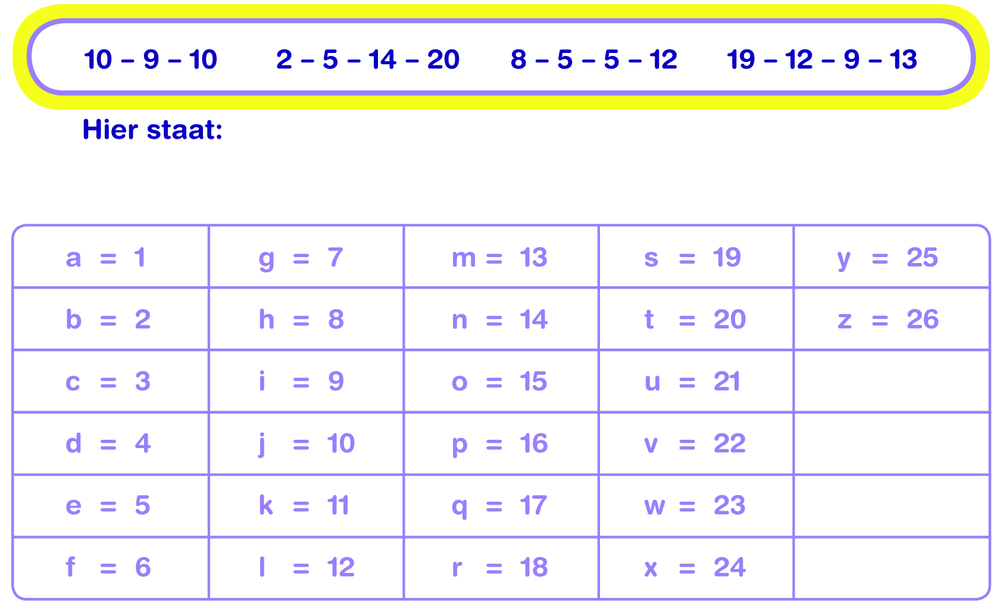 10 – 9 – 10 2 – 5 – 14 – 20 8 – 5 – 5 – 12 19 – 12 – 9 – 13
Hier staat:
a = 1 g = 7 m = 13 s = 19 y = 25
b = 2 h = 8 n = 14 t = 20 z = 26
c = 3 i = 9 o = 15 u = 21
d = 4 j = 10 p = 16 v = 22
e = 5 k = 11 q = 17 w = 23
f = 6 l = 12 r = 18 x = 24